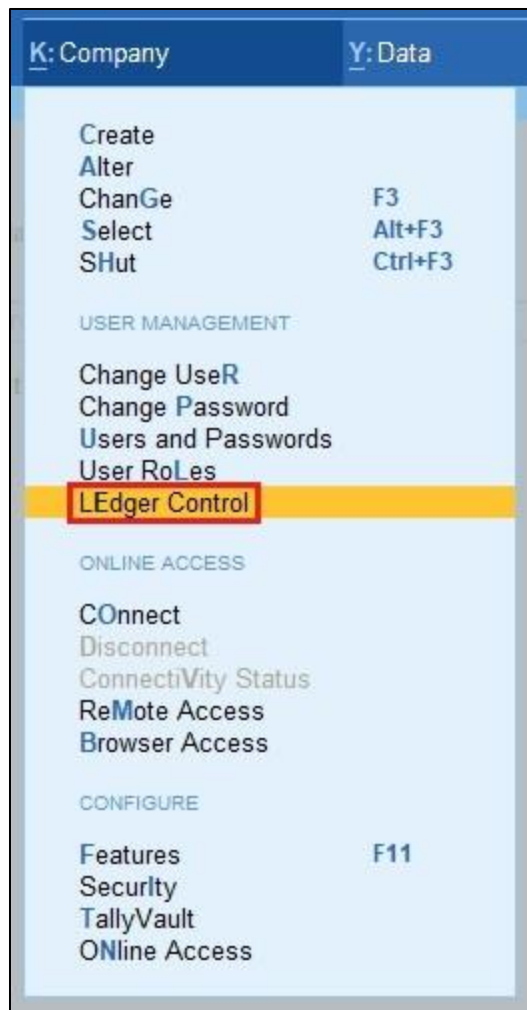 K: Company Y: Data
Create
Alter
ChanGe F3
Select Alt+F3
SHut Ctrl+F3
USER MANAGEMENT
Change UseR
Change Password
Users and Passwords
User RoLes
LEdger Control
ONLINE ACCESS
COnnect
Disconnect
ConnectiVity Status
ReMote Access
Browser Access
CONFIGURE
Features F11
SecurIty
TallyVault
ONline Access